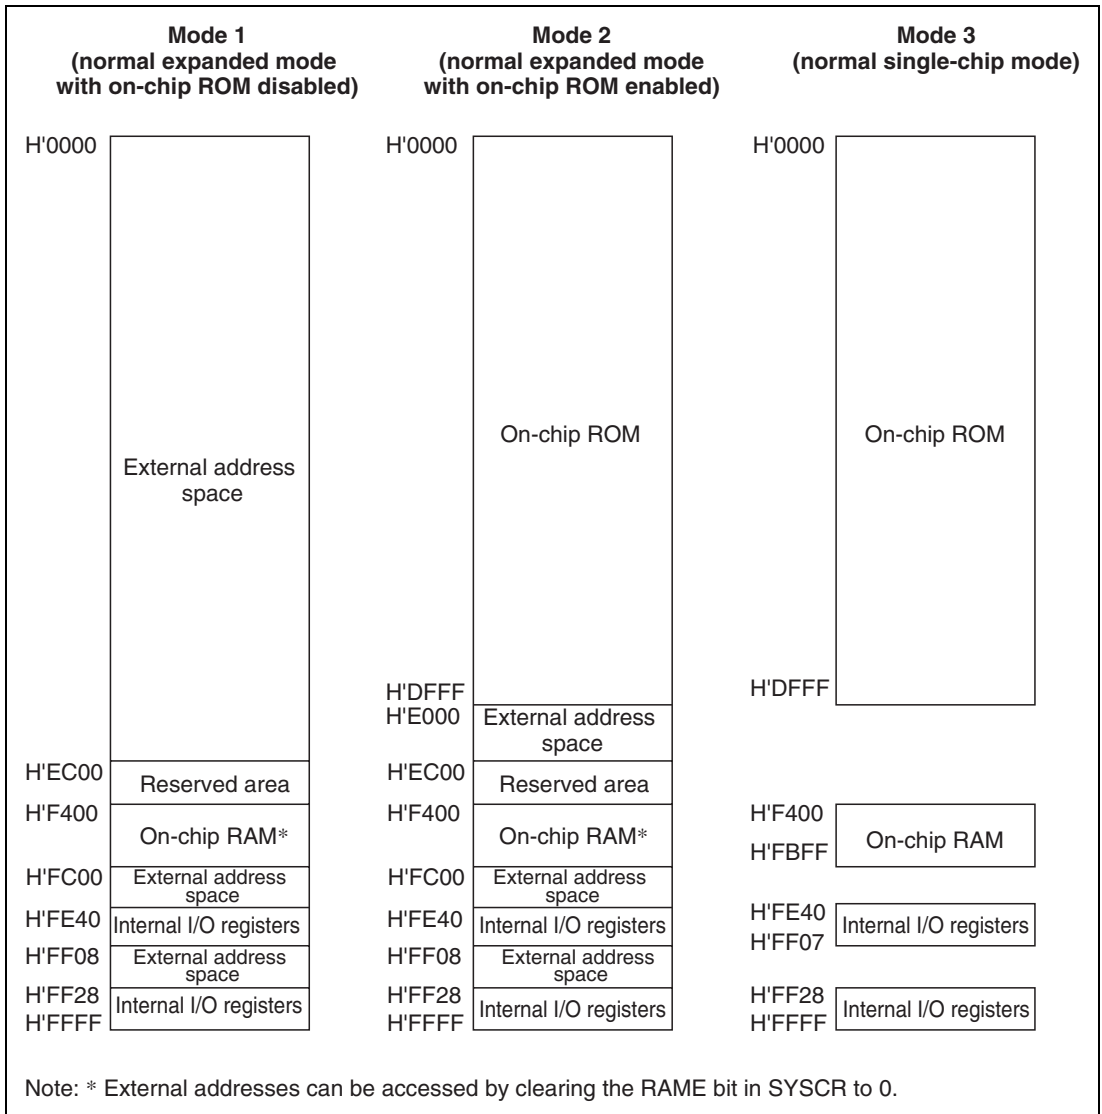 Mode 1
(normal expanded mode
with on-chip ROM disabled)
Mode 2
(normal expanded mode
with on-chip ROM enabled)
Mode 3
(normal single-chip mode)
H'0000
External address
space
H'EC00
Reserved area
H'F400
On-chip RAM*
H'FC00
External address
space
H'FE40
Internal I/O registers
H'FF08
External address
space
H'FF28
Internal I/O registers
H'FFFF
H'0000
On-chip ROM
H'DFFF
H'E000
External address
space
H'EC00
Reserved area
H'F400
On-chip RAM*
H'FC00
External address
space
H'FE40
Internal I/O registers
H'FF08
External address
space
H'FF28
Internal I/O registers
H'FFFF
H'0000
On-chip ROM
H'DFFF
H'F400
On-chip RAM
H'FBFF
H'FE40
Internal I/O registers
H'FF07
H'FF28
Internal I/O registers
H'FFFF
Note: * External addresses can be accessed by clearing the RAME bit in SYSCR to 0.